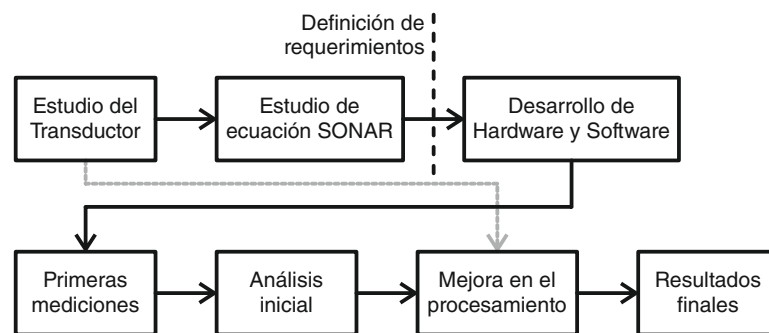 Definición de
requerimientos
Estudio del
Transductor
Estudio de
ecuación SONAR
Desarrollo de
Hardware y Software
Primeras
mediciones
Análisis
inicial
Mejora en el
procesamiento
Resultados
finales